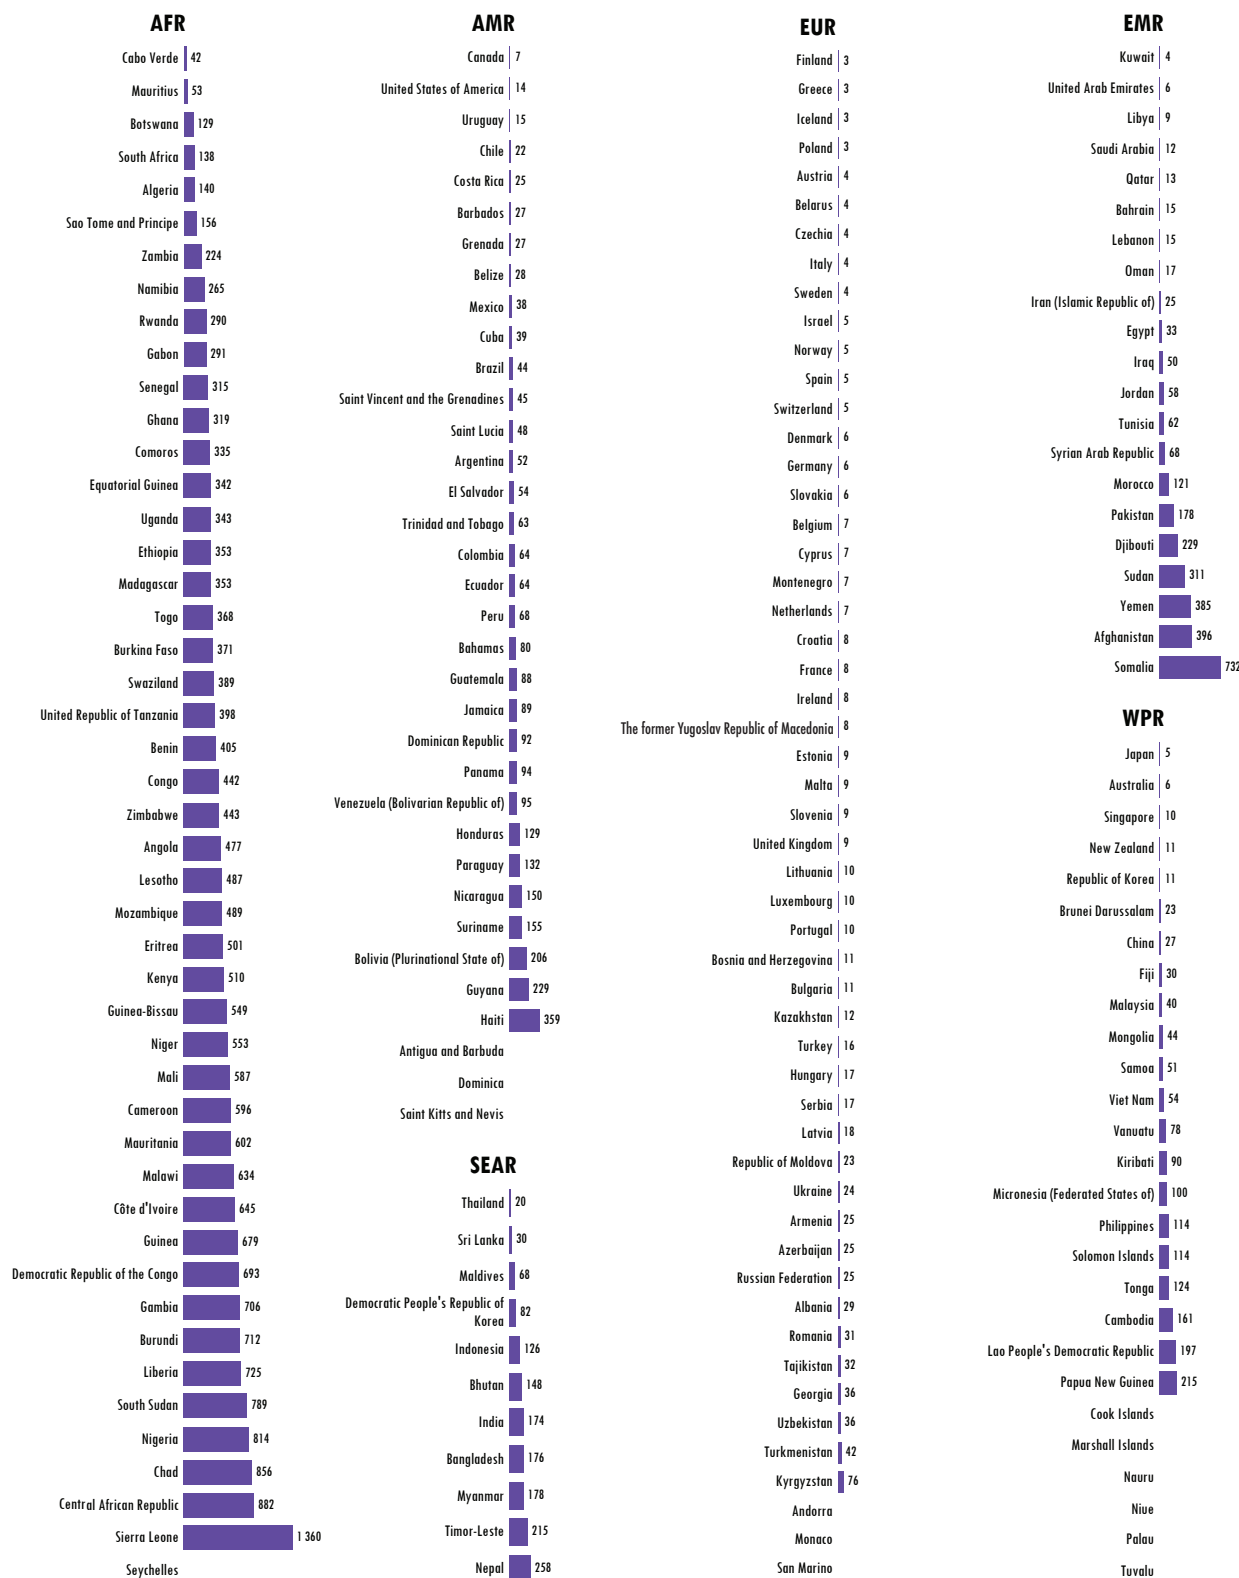 AFR
Cabo Verde 42
Mauritius 53
Botswana 129
South Africa 138
Algeria 140
Sao Tome and Principe 156
Zambia 224
Namibia 265
Rwanda 290
Gabon 291
Senegal 315
Ghana 319
Comoros 335
Equatorial Guinea 342
Uganda 343
Ethiopia 353
Madagascar 353
Togo 368
Burkina Faso 371
Swaziland 389
United Republic of Tanzania 398
Benin 405
Congo 442
Zimbabwe 443
Angola 477
Lesotho 487
Mozambique 489
Eritrea 501
Kenya 510
Guinea-Bissau 549
Niger 553
Mali 587
Cameroon 596
Mauritania 602
Malawi 634
Côte d'Ivoire 645
Guinea 679
Democratic Republic of the Congo 693
Gambia 706
Burundi 712
Liberia 725
South Sudan 789
Nigeria 814
Chad 856
Central African Republic 882
Sierra Leone 1 360
Seychelles
AMR
Canada 7
United States of America 14
Uruguay 15
Chile 22
Costa Rica 25
Barbados 27
Grenada 27
Belize 28
Mexico 38
Cuba 39
Brazil 44
Saint Vincent and the Grenadines 45
Saint Lucia 48
Argentina 52
El Salvador 54
Trinidad and Tobago 63
Colombia 64
Ecuador 64
Peru 68
Bahamas 80
Guatemala 88
Jamaica 89
Dominican Republic 92
Panama 94
Venezuela (Bolivarian Republic of) 95
Honduras 129
Paraguay 132
Nicaragua 150
Suriname 155
Bolivia (Plurinational State of) 206
Guyana 229
Haiti 359
Antigua and Barbuda
Dominica
Saint Kitts and Nevis
SEAR
Thailand 20
Sri Lanka 30
Maldives 68
Democratic People's Republic of
Korea 82
Indonesia 126
Bhutan 148
India 174
Bangladesh 176
Myanmar 178
Timor-Leste 215
Nepal 258
EUR
Finland 3
Greece 3
Iceland 3
Poland 3
Austria 4
Belarus 4
Czechia 4
Italy 4
Sweden 4
Israel 5
Norway 5
Spain 5
Switzerland 5
Denmark 6
Germany 6
Slovakia 6
Belgium 7
Cyprus 7
Montenegro 7
Netherlands 7
Croatia 8
France 8
Ireland 8
The former Yugoslav Republic of Macedonia 8
Estonia 9
Malta 9
Slovenia 9
United Kingdom 9
Lithuania 10
Luxembourg 10
Portugal 10
Bosnia and Herzegovina 11
Bulgaria 11
Kazakhstan 12
Turkey 16
Hungary 17
Serbia 17
Latvia 18
Republic of Moldova 23
Ukraine 24
Armenia 25
Azerbaijan 25
Russian Federation 25
Albania 29
Romania 31
Tajikistan 32
Georgia 36
Uzbekistan 36
Turkmenistan 42
Kyrgyzstan 76
Andorra
Monaco
San Marino
EMR
Kuwait 4
United Arab Emirates 6
Libya 9
Saudi Arabia 12
Qatar 13
Bahrain 15
Lebanon 15
Oman 17
Iran (Islamic Republic of) 25
Egypt 33
Iraq 50
Jordan 58
Tunisia 62
Syrian Arab Republic 68
Morocco 121
Pakistan 178
Djibouti 229
Sudan 311
Yemen 385
Afghanistan 396
Somalia 732
WPR
Japan 5
Australia 6
Singapore 10
New Zealand 11
Republic of Korea 11
Brunei Darussalam 23
China 27
Fiji 30
Malaysia 40
Mongolia 44
Samoa 51
Viet Nam 54
Vanuatu 78
Kiribati 90
Micronesia (Federated States of) 100
Philippines 114
Solomon Islands 114
Tonga 124
Cambodia 161
Lao People's Democratic Republic 197
Papua New Guinea 215
Cook Islands
Marshall Islands
Nauru
Niue
Palau
Tuvalu